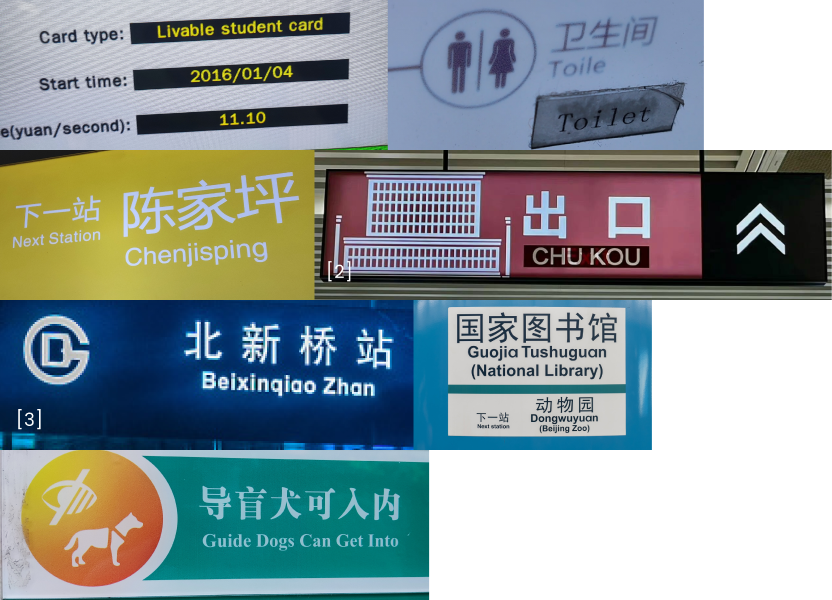 Card type: Livable student card
Start time: 2016/01/04
e(yuan/second): 11.10
卫生间
Toile
Toilet
下一站
Next Station
陈家坪
Chenjisping
出口
CHU KOU
[2]
北新桥站
Beixinqiao Zhan
[3]
国家图书馆
Guojia Tushuguan
(National Library)
下一站
Next station
动物园
Dongwuyuan
(Beijing Zoo)
导盲犬可入内
Guide Dogs Can Get Into